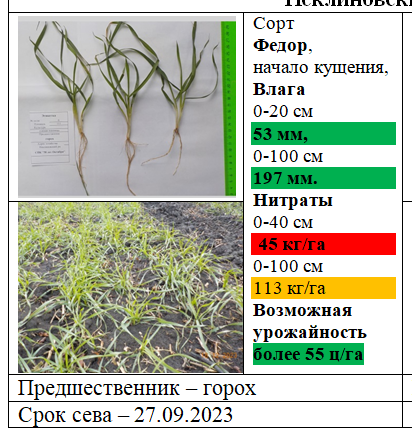 Сорт
Федор,
начало кущения,
Влага
0-20 см
53 мм,
0-100 см
197 мм.
Нитраты
0-40 см
45 кг/га
0-100 см
113 кг/га
Возможная
урожайность
более 55 ц/га
Предшественник – горох
Срок сева – 27.09.2023